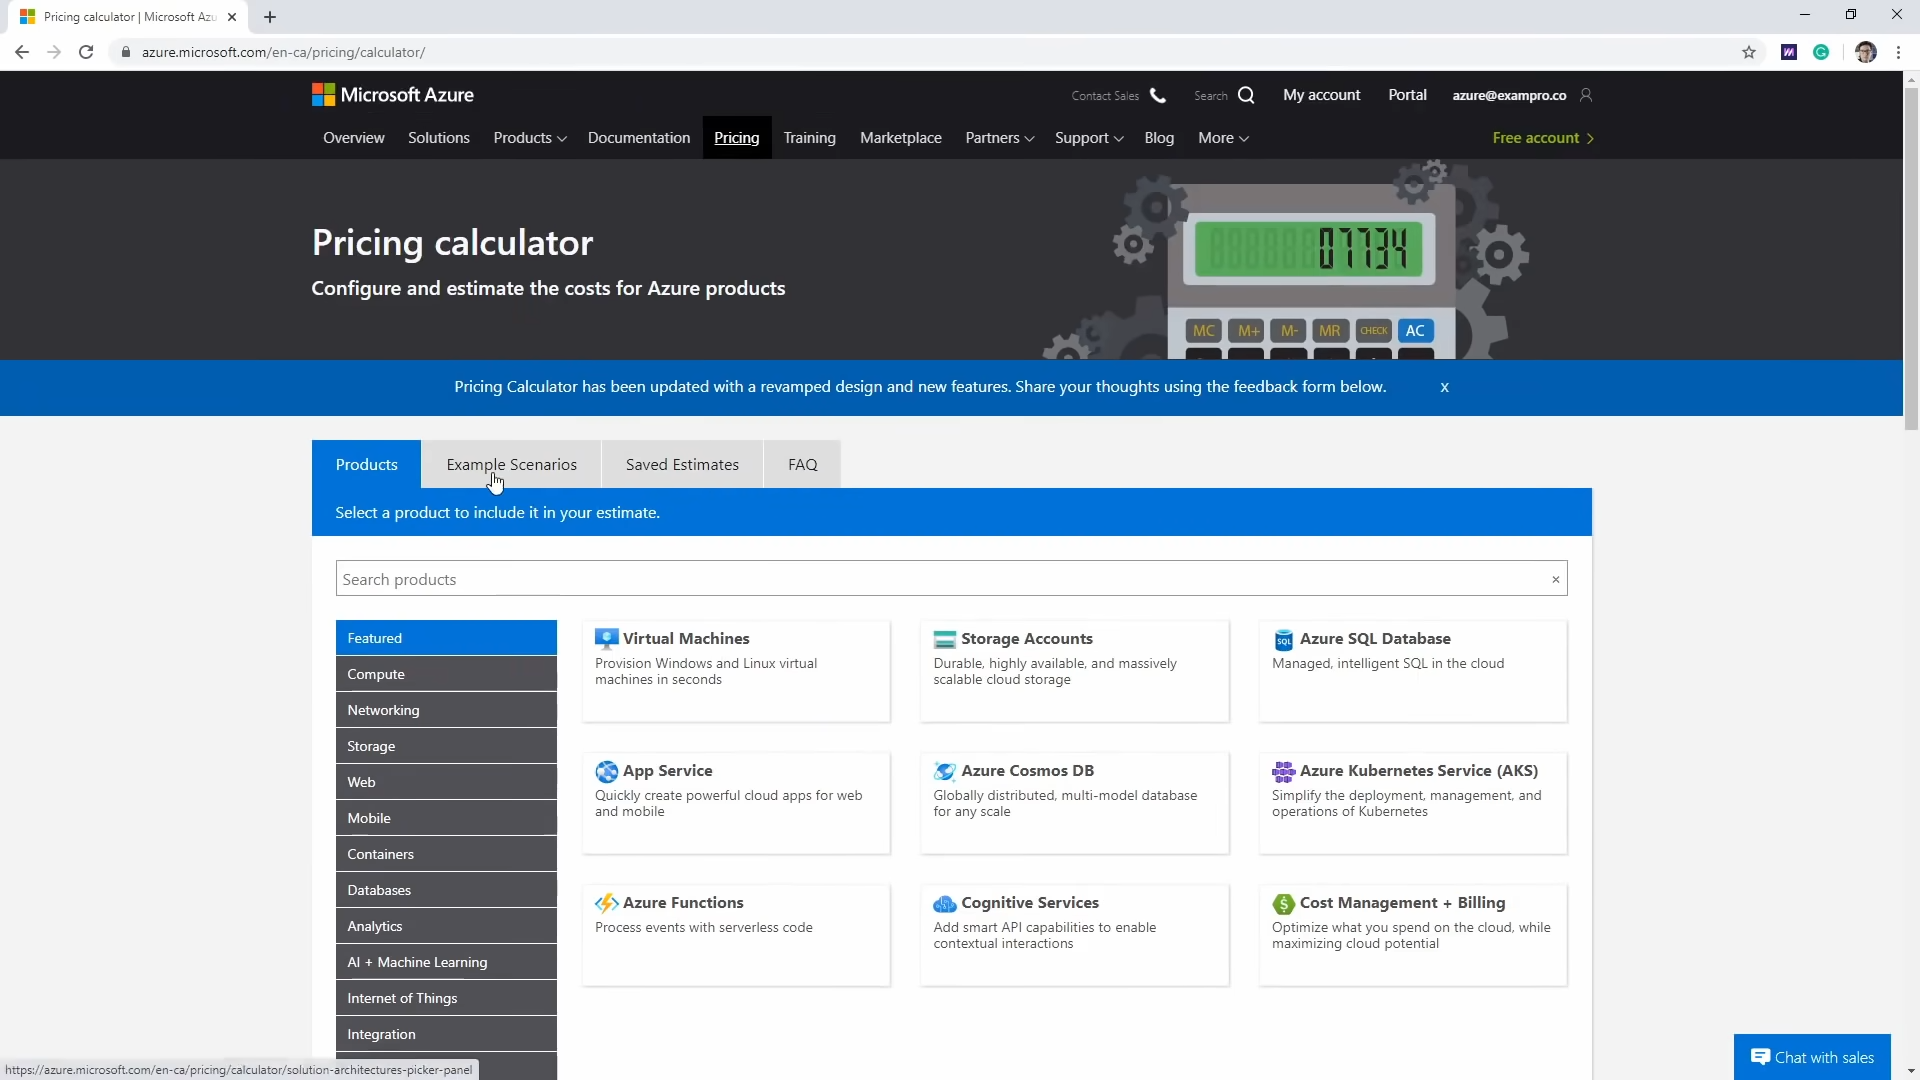 Pricing calculator | Microsoft Azu
azure.microsoft.com/en-ca/pricing/calculator/
Microsoft Azure
Contact Sales
Search
My account
Portal
azure@exampro.co
Overview
Solutions
Products
Documentation
Pricing
Training
Marketplace
Partners
Support
Blog
More
Free account
Pricing calculator
Configure and estimate the costs for Azure products
07734
MC
M+
M-
MR
CHECK
AC
Pricing Calculator has been updated with a revamped design and new features. Share your thoughts using the feedback form below.
x
Products
Example Scenarios
Saved Estimates
FAQ
Select a product to include it in your estimate.
Search products
×
Featured
Compute
Networking
Storage
Web
Mobile
Containers
Databases
Analytics
AI + Machine Learning
Internet of Things
Integration
Virtual Machines
Provision Windows and Linux virtual
machines in seconds
Storage Accounts
Durable, highly available, and massively
scalable cloud storage
SQL
Azure SQL Database
Managed, intelligent SQL in the cloud
App Service
Quickly create powerful cloud apps for web
and mobile
Azure Cosmos DB
Globally distributed, multi-model database
for any scale
Azure Kubernetes Service (AKS)
Simplify the deployment, management, and
operations of Kubernetes
Azure Functions
Process events with serverless code
Cognitive Services
Add smart API capabilities to enable
contextual interactions
$
Cost Management + Billing
Optimize what you spend on the cloud, while
maximizing cloud potential
Chat with sales
https://azure.microsoft.com/en-ca/pricing/calculator/solution-architectures-picker-panel